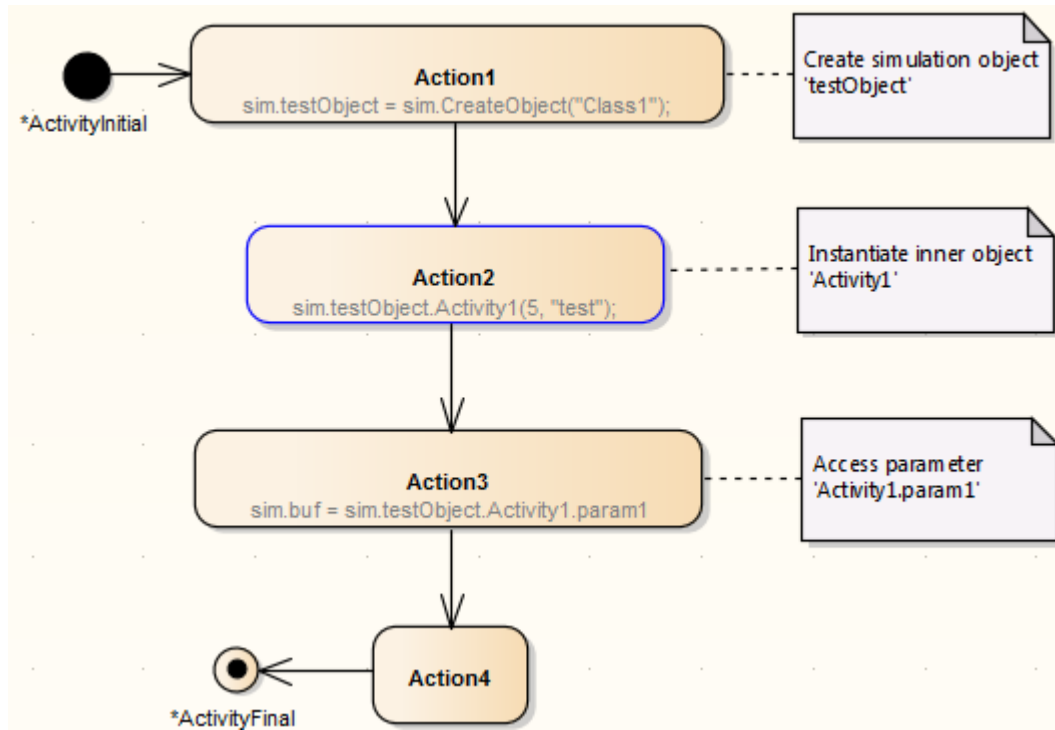 Action1
sim.testObject = sim.CreateObject("Class1");
Create simulation object
'testObject'
*ActivityInitial
Action2
sim.testObject.Activity1(5, "test");
Instantiate inner object
'Activity1'
Action3
sim.buf = sim.testObject.Activity1.param1
Access parameter
'Activity1.param1'
Action4
*ActivityFinal